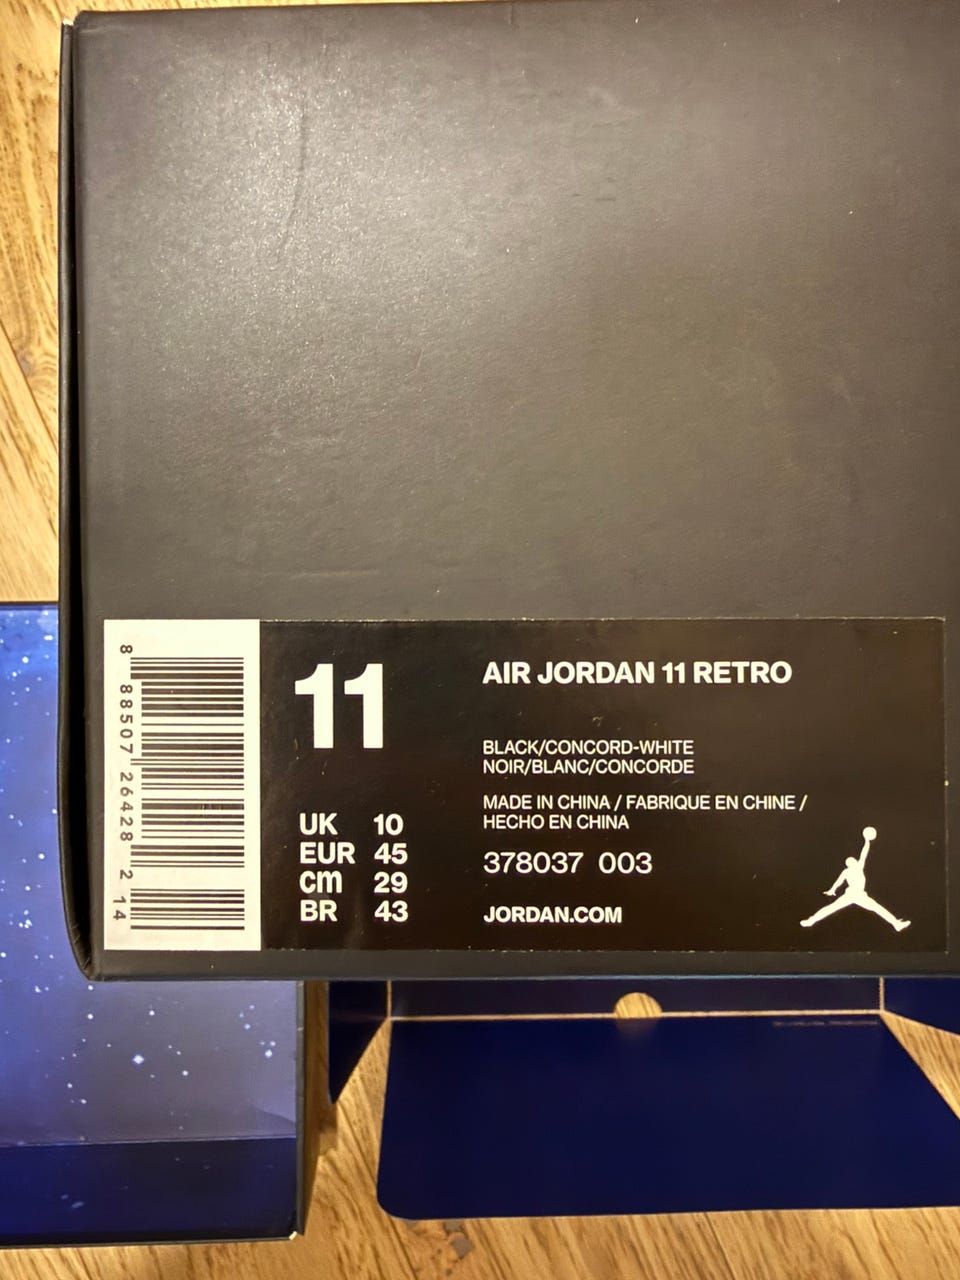 8 88507 26428 2 14
11
UK 10
EUR 45
cm 29
BR 43
AIR JORDAN 11 RETRO
BLACK/CONCORD-WHITE
NOIR/BLANC/CONCORDE
MADE IN CHINA / FABRIQUE EN CHINE /
HECHO EN CHINA
378037 003
JORDAN.COM